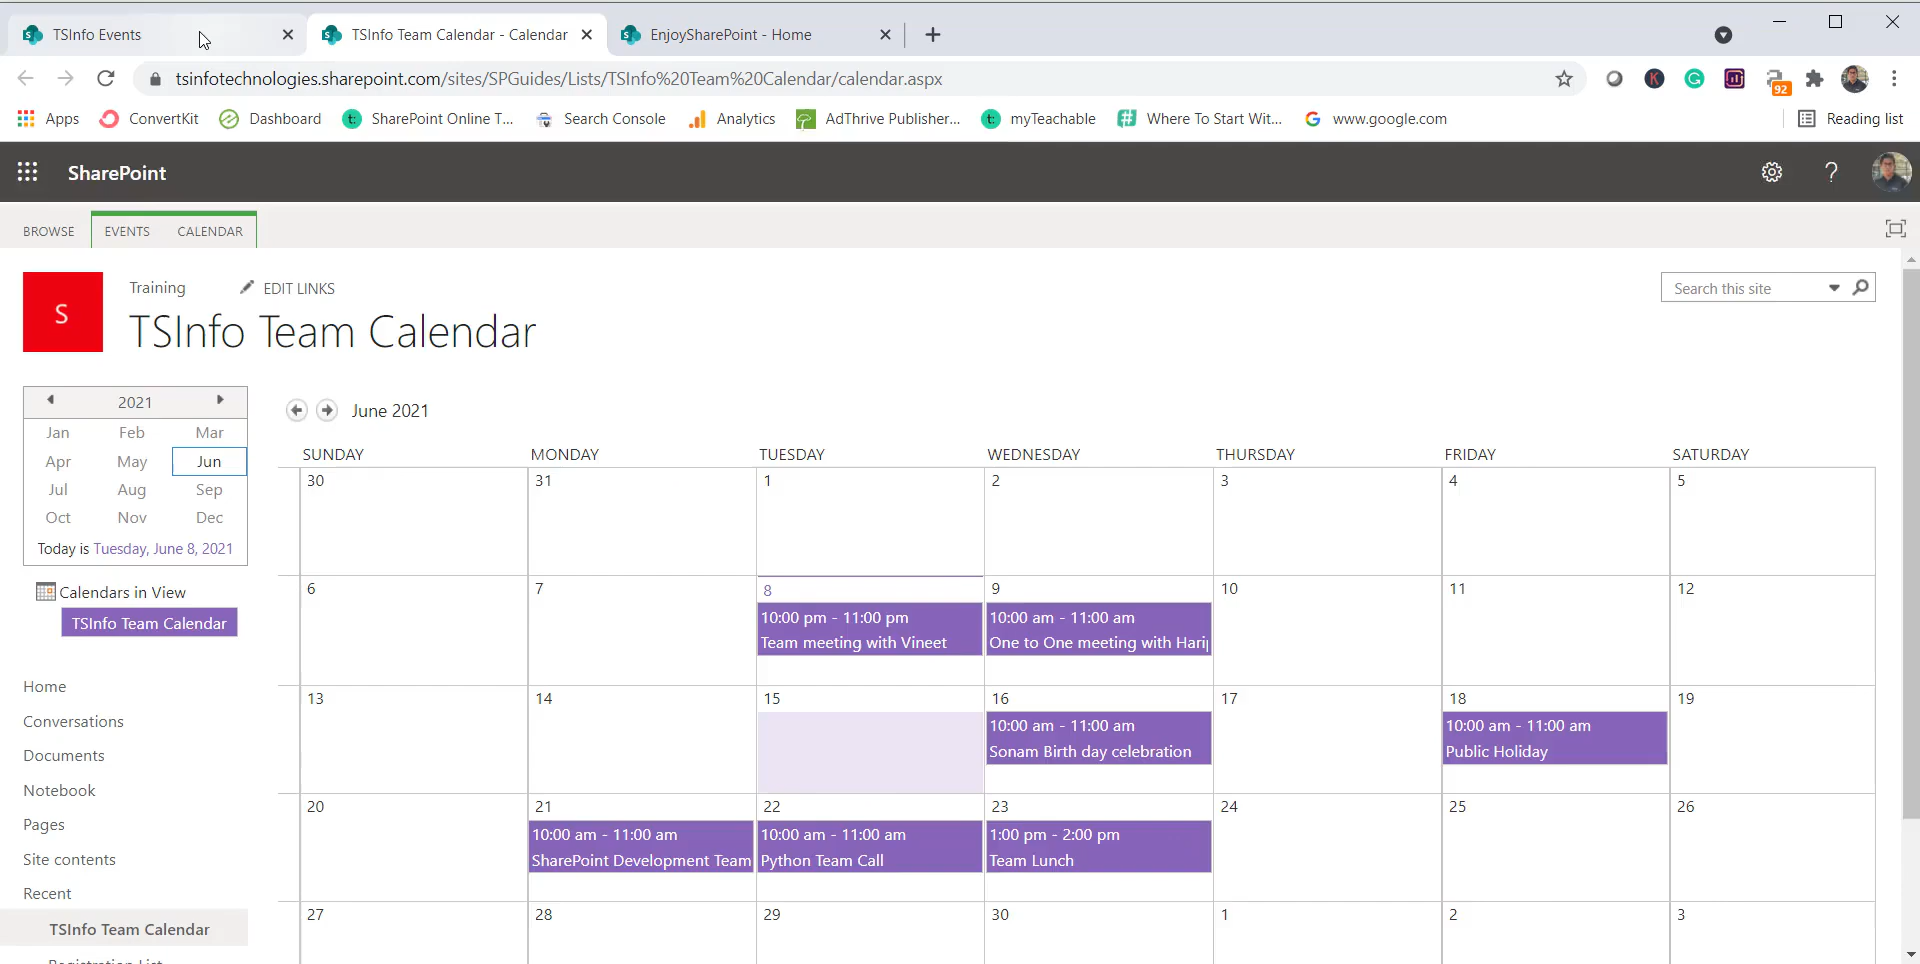 TSInfo Events
TSInfo Team Calendar - Calendar
EnjoySharePoint - Home
tsinfotechnologies.sharepoint.com/sites/SPGuides/Lists/TSInfo%20Team%20Calendar/calendar.aspx
92
Apps
ConvertKit
Dashboard
SharePoint Online T...
Search Console
Analytics
AdThrive Publisher...
myTeachable
Where To Start Wit...
www.google.com
Reading list
SharePoint
BROWSE
EVENTS
CALENDAR
S
Training
EDIT LINKS
TSInfo Team Calendar
Search this site
2021
Jan Feb Mar
Apr May Jun
Jul Aug Sep
Oct Nov Dec
Today is Tuesday, June 8, 2021
Calendars in View
TSInfo Team Calendar
Home
Conversations
Documents
Notebook
Pages
Site contents
Recent
TSInfo Team Calendar
Registration List
June 2021
SUNDAY MONDAY TUESDAY WEDNESDAY THURSDAY FRIDAY SATURDAY
30 31 1 2 3 4 5
6 7 8 9 10 11 12
10:00 pm - 11:00 pm
Team meeting with Vineet
10:00 am - 11:00 am
One to One meeting with Hari
13 14 15 16 17 18 19
10:00 am - 11:00 am
Sonam Birth day celebration
10:00 am - 11:00 am
Public Holiday
20 21 22 23 24 25 26
10:00 am - 11:00 am
SharePoint Development Team
10:00 am - 11:00 am
Python Team Call
1:00 pm - 2:00 pm
Team Lunch
27 28 29 30 1 2 3